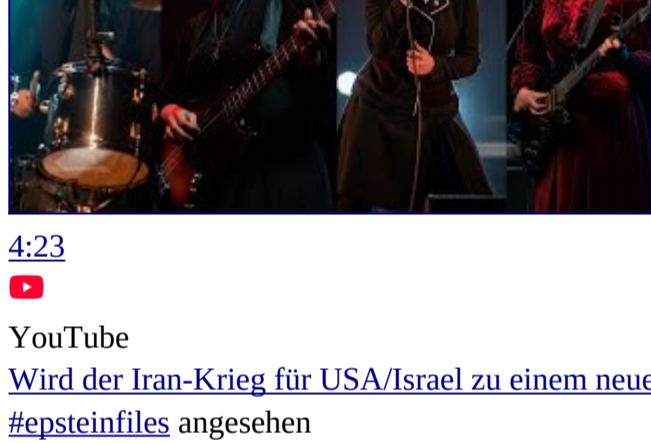 4:23
YouTube
Wird der Iran-Krieg für USA/Israel zu einem neue
#epsteinfiles angesehen